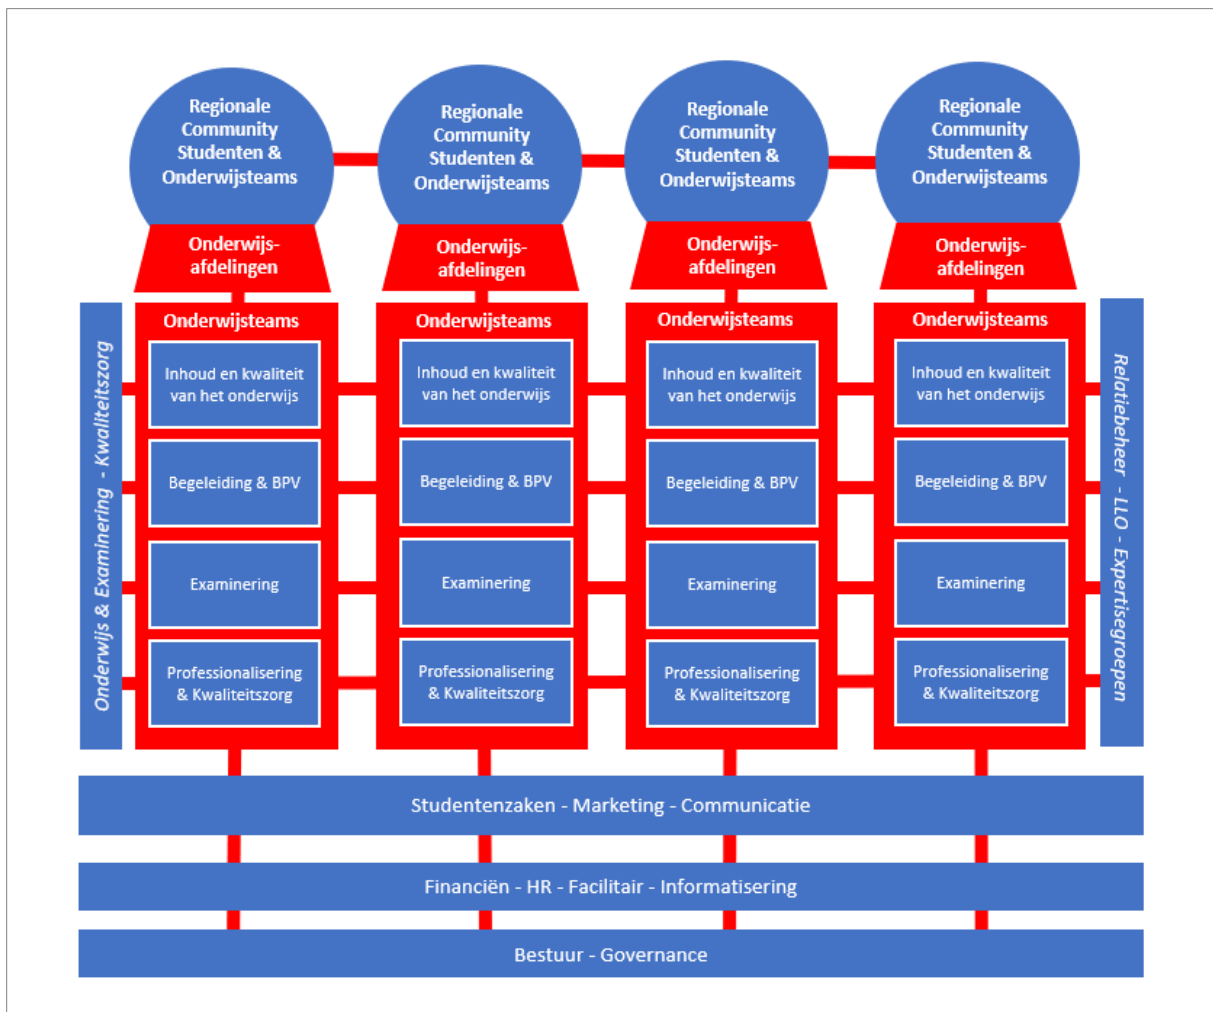 Regionale
Community
Studenten &
Onderwijsteams
Regionale
Community
Studenten &
Onderwijsteams
Regionale
Community
Studenten &
Onderwijsteams
Regionale
Community
Studenten &
Onderwijsteams
Onderwijs-
afdelingen
Onderwijs-
afdelingen
Onderwijs-
afdelingen
Onderwijs-
afdelingen
Onderwijs & Examinering - Kwaliteitszorg
Onderwijsteams
Inhoud en kwaliteit
van het onderwijs
Begeleiding & BPV
Examinering
Professionalisering
& Kwaliteitszorg
Onderwijsteams
Inhoud en kwaliteit
van het onderwijs
Begeleiding & BPV
Examinering
Professionalisering
& Kwaliteitszorg
Onderwijsteams
Inhoud en kwaliteit
van het onderwijs
Begeleiding & BPV
Examinering
Professionalisering
& Kwaliteitszorg
Onderwijsteams
Inhoud en kwaliteit
van het onderwijs
Begeleiding & BPV
Examinering
Professionalisering
& Kwaliteitszorg
Relatiebeheer - LLO - Expertisegroepen
Studentenzaken - Marketing - Communicatie
Financiën - HR - Facilitair - Informatisering
Bestuur - Governance